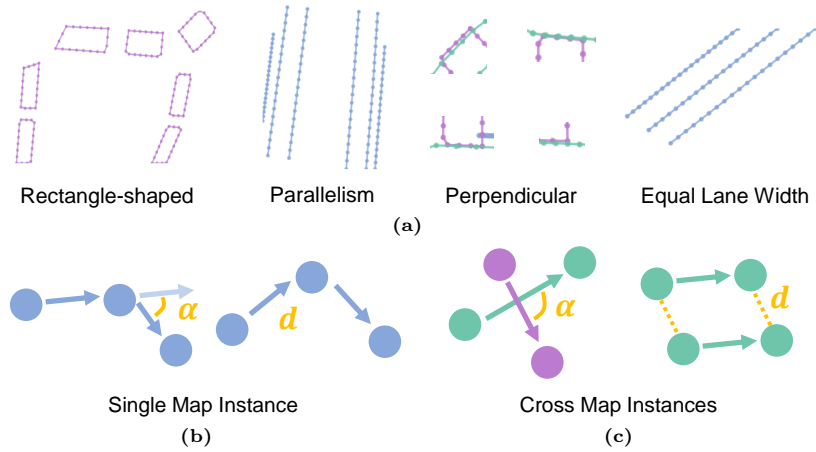 Rectangle-shaped
Parallelism
Perpendicular
Equal Lane Width
(a)
α
d
α
d
Single Map Instance
Cross Map Instances
(b)
(c)